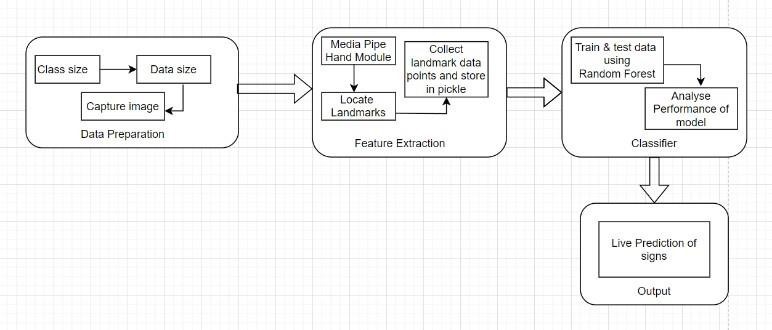 Class size
Data size
Capture image
Data Preparation
Media Pipe
Hand Module
Locate
Landmarks
Collect
landmark data
points and store
in pickle
Feature Extraction
Train & test data
using
Random Forest
Analyse
Performance of
model
Classifier
Live Prediction of
signs
Output